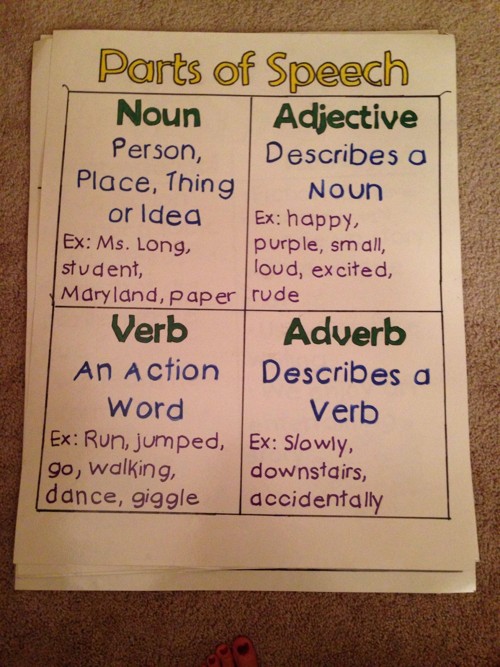 Parts of Speech
Noun
Person,
Place, Thing
or Idea
Ex: Ms. Long,
student,
Maryland, paper
Adjective
Describes a
Noun
Ex: happy,
purple, small,
loud, excited,
rude
Verb
An Action
Word
Ex: Run, jumped,
go, walking,
dance, giggle
Adverb
Describes a
Verb
Ex: Slowly,
downstairs,
accidentally